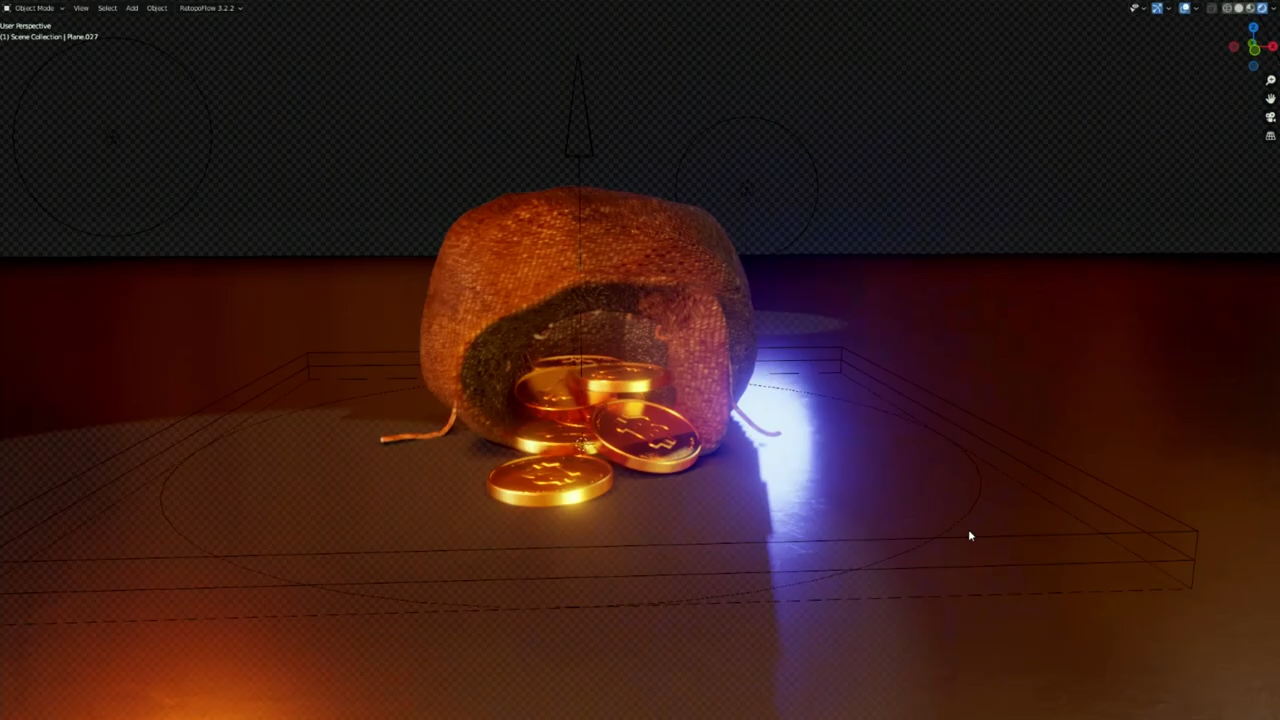 Object Mode View Select Add Object RetopoFlow 3.2.2
User Perspective
(1) Scene Collection | Plane.027